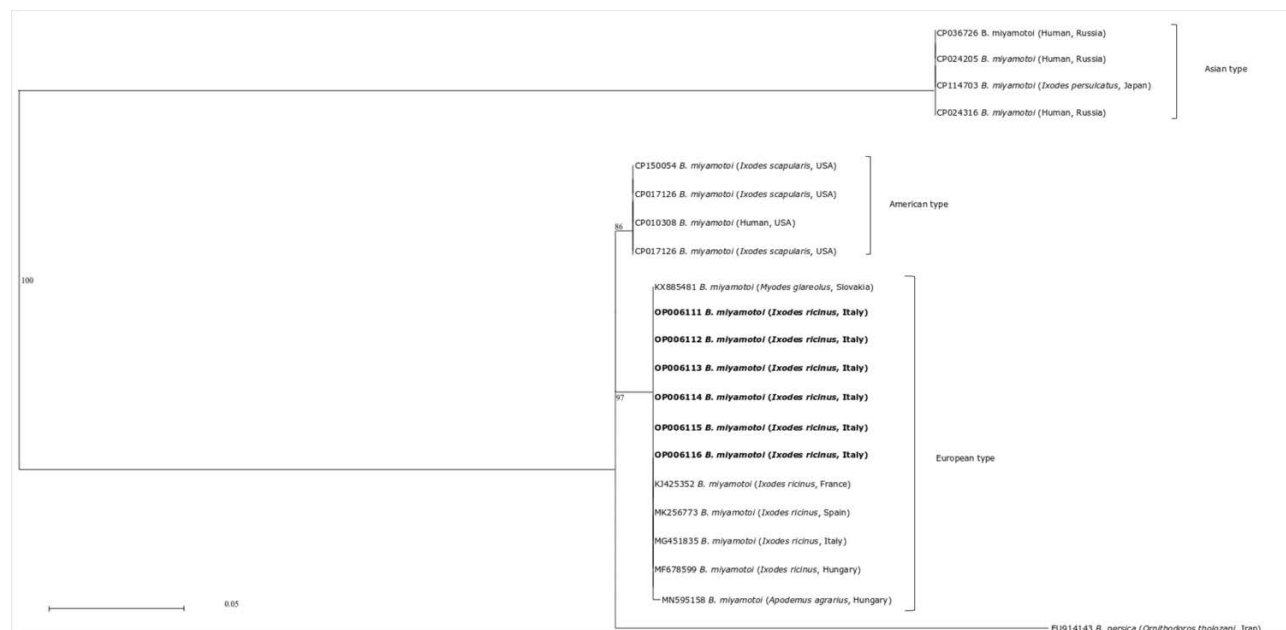 CP036726 B. miyamotoi (Human, Russia)
CP024205 B. miyamotoi (Human, Russia)
Asian type
CP114703 B. miyamotoi (Ixodes persulcatus, Japan)
CP024316 B. miyamotoi (Human, Russia)
CP150054 B. miyamotoi (Ixodes scapularis, USA)
CP017126 B. miyamotoi (Ixodes scapularis, USA)
American type
86
CP010308 B. miyamotoi (Human, USA)
CP017126 B. miyamotoi (Ixodes scapularis, USA)
100
KX885481 B. miyamotoi (Myodes glareolus, Slovakia)
OP006111 B. miyamotoi (Ixodes ricinus, Italy)
OP006112 B. miyamotoi (Ixodes ricinus, Italy)
OP006113 B. miyamotoi (Ixodes ricinus, Italy)
97
OP006114 B. miyamotoi (Ixodes ricinus, Italy)
OP006115 B. miyamotoi (Ixodes ricinus, Italy)
OP006116 B. miyamotoi (Ixodes ricinus, Italy)
European type
KJ425352 B. miyamotoi (Ixodes ricinus, France)
MK256773 B. miyamotoi (Ixodes ricinus, Spain)
MG451835 B. miyamotoi (Ixodes ricinus, Italy)
MF678599 B. miyamotoi (Ixodes ricinus, Hungary)
MN595158 B. miyamotoi (Apodemus agrarius, Hungary)
0.05
EU914143 B. persica (Ornithodoros tholozani, Iran)